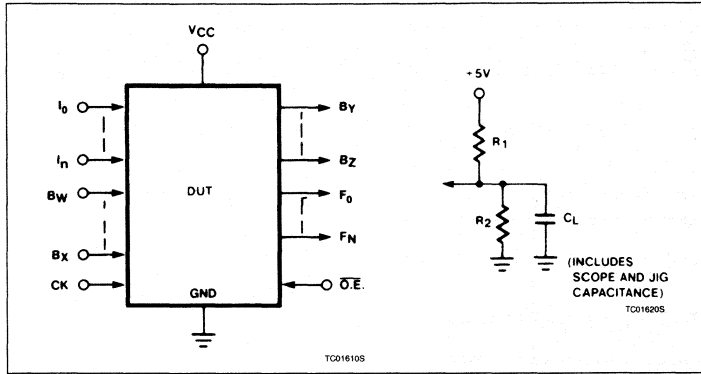 VCC
I0
In
BW
BX
CK
DUT
GND
BY
BZ
F0
FN
O.E.
TC01610S
+5V
R1
R2
CL
(INCLUDES
SCOPE AND JIG
CAPACITANCE)
TC01620S